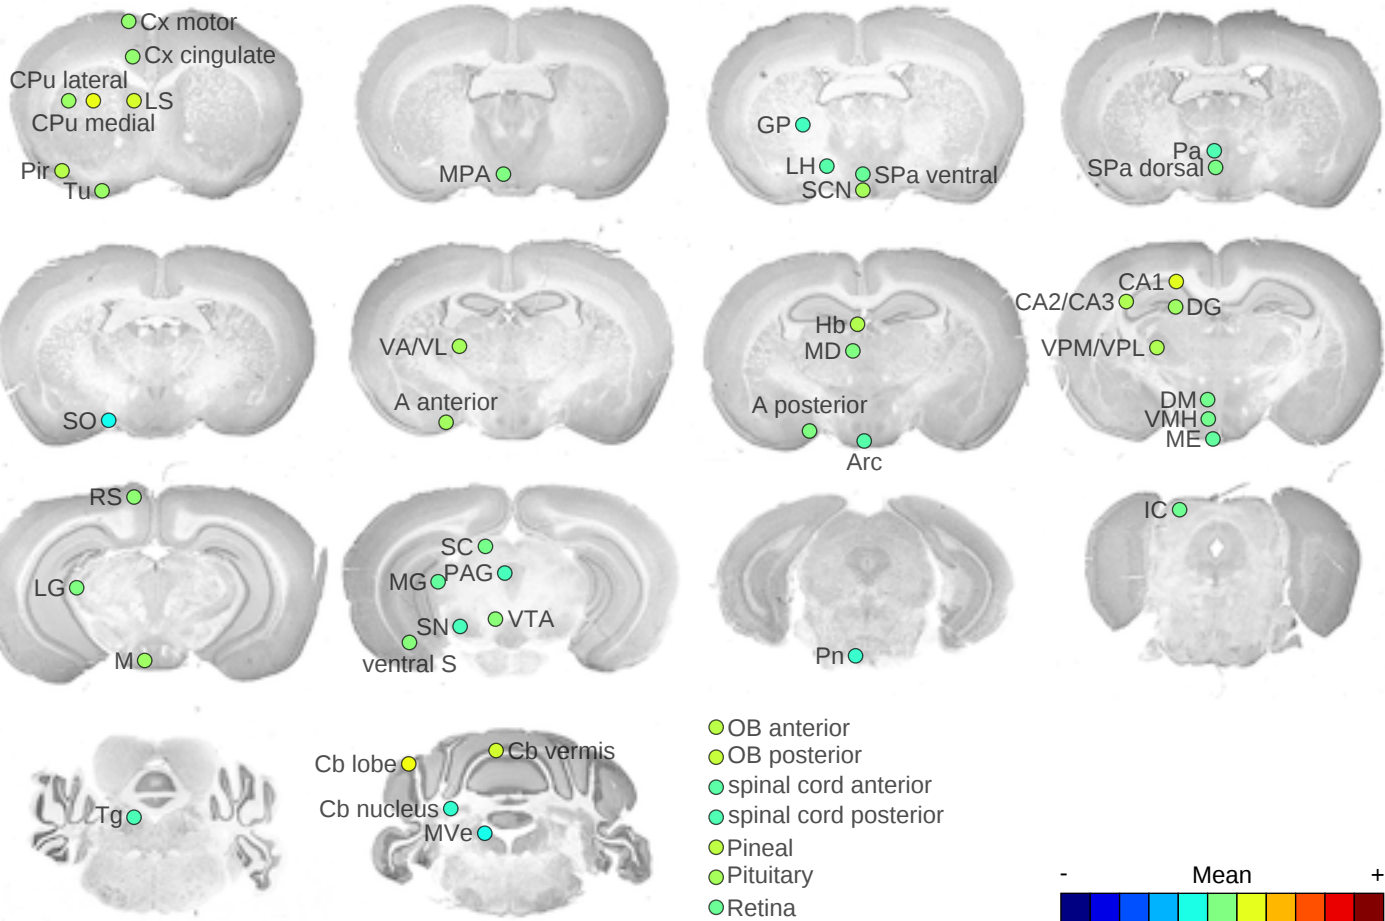 Cx motor
Cx cingulate
CPu lateral
LS
CPu medial
Pir
Tu
MPA
GP
LH
SPa ventral
SCN
Pa
SPa dorsal
SO
VA/VL
A anterior
Hb
MD
A posterior
Arc
CA1
CA2/CA3
DG
VPM/VPL
DM
VMH
ME
RS
LG
M
SC
PAG
MG
SN
VTA
ventral S
Pn
IC
Tg
Cb lobe
Cb vermis
Cb nucleus
MVe
OB anterior
OB posterior
spinal cord anterior
spinal cord posterior
Pineal
Pituitary
Retina
- Mean +